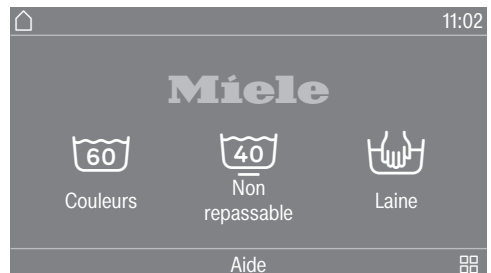 11:02
Miele
60
40
Couleurs
Non
repassable
Laine
Aide